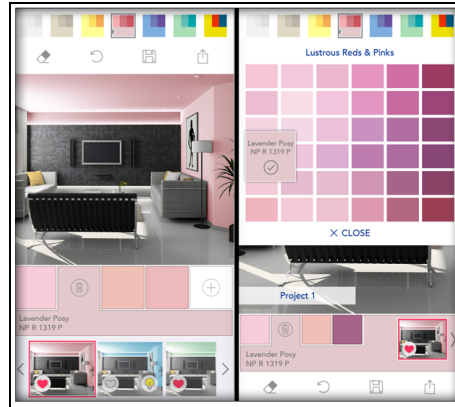 Lavender Posy
NP R 1319 P
Lustrous Reds & Pinks
Lavender Posy
NP R 1319 P
X CLOSE
Project 1
Lavender Posy
NP R 1319 P